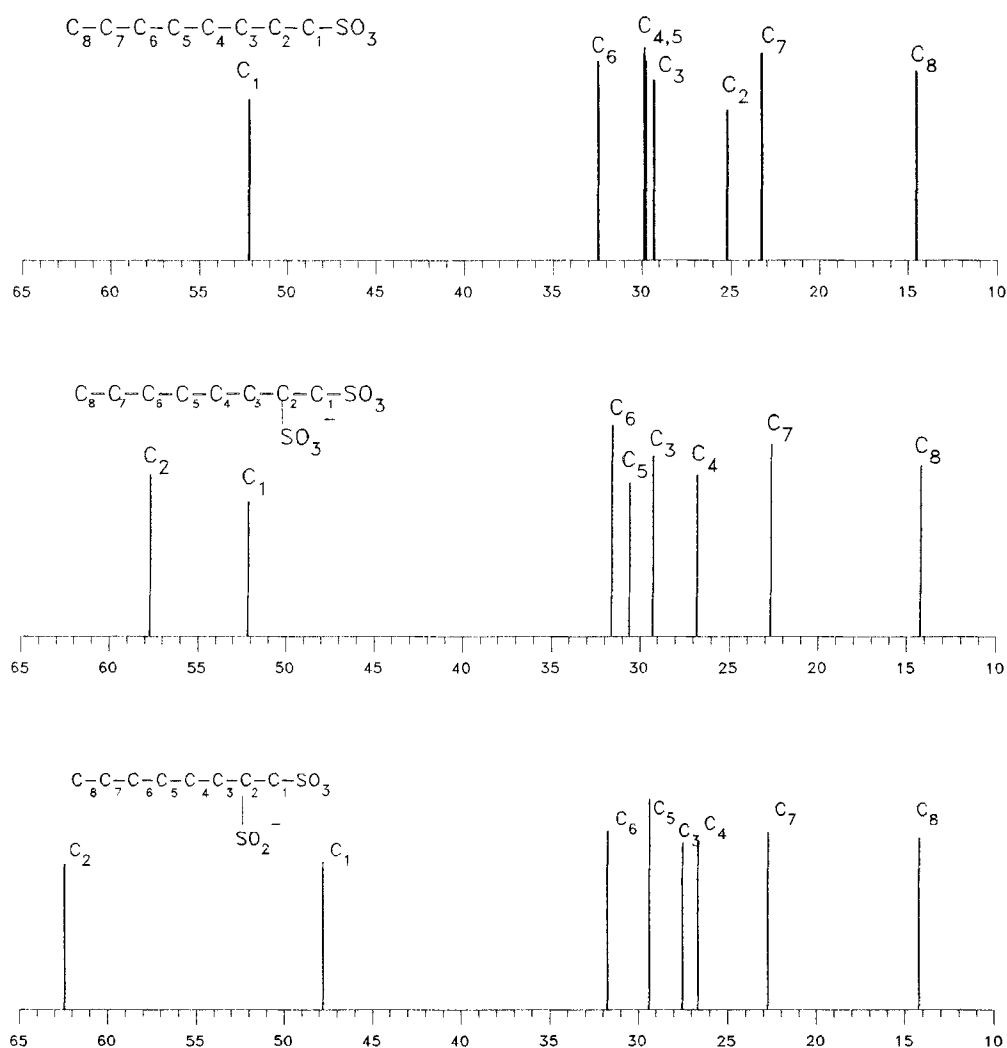 C₈-C₇-C₆-C₅-C₄-C₃-C₂-C₁-SO₃
C₁ C₆ C₄,₅ C₃ C₂ C₇ C₈
65 60 55 50 45 40 35 30 25 20 15 10
C₈-C₇-C₆-C₅-C₄-C₃-C₂-C₁-SO₃
SO₃⁻
C₂ C₁ C₆ C₅ C₃ C₄ C₇ C₈
65 60 55 50 45 40 35 30 25 20 15 10
C₈-C₇-C₆-C₅-C₄-C₃-C₂-C₁-SO₃
SO₂⁻
C₂ C₁ C₆ C₅ C₃ C₄ C₇ C₈
65 60 55 50 45 40 35 30 25 20 15 10